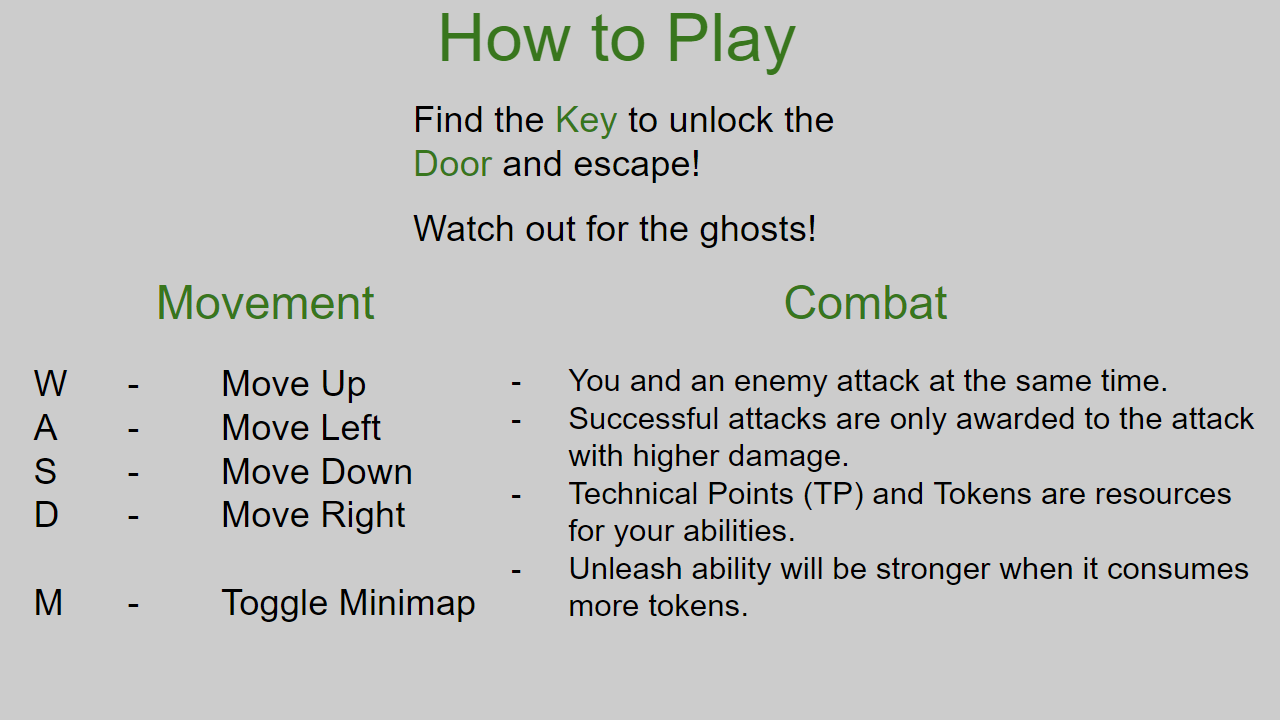 How to Play
Find the Key to unlock the
Door and escape!
Watch out for the ghosts!
Movement
W - Move Up
A - Move Left
S - Move Down
D - Move Right
M - Toggle Minimap
Combat
- You and an enemy attack at the same time.
- Successful attacks are only awarded to the attack
with higher damage.
- Technical Points (TP) and Tokens are resources
for your abilities.
- Unleash ability will be stronger when it consumes
more tokens.